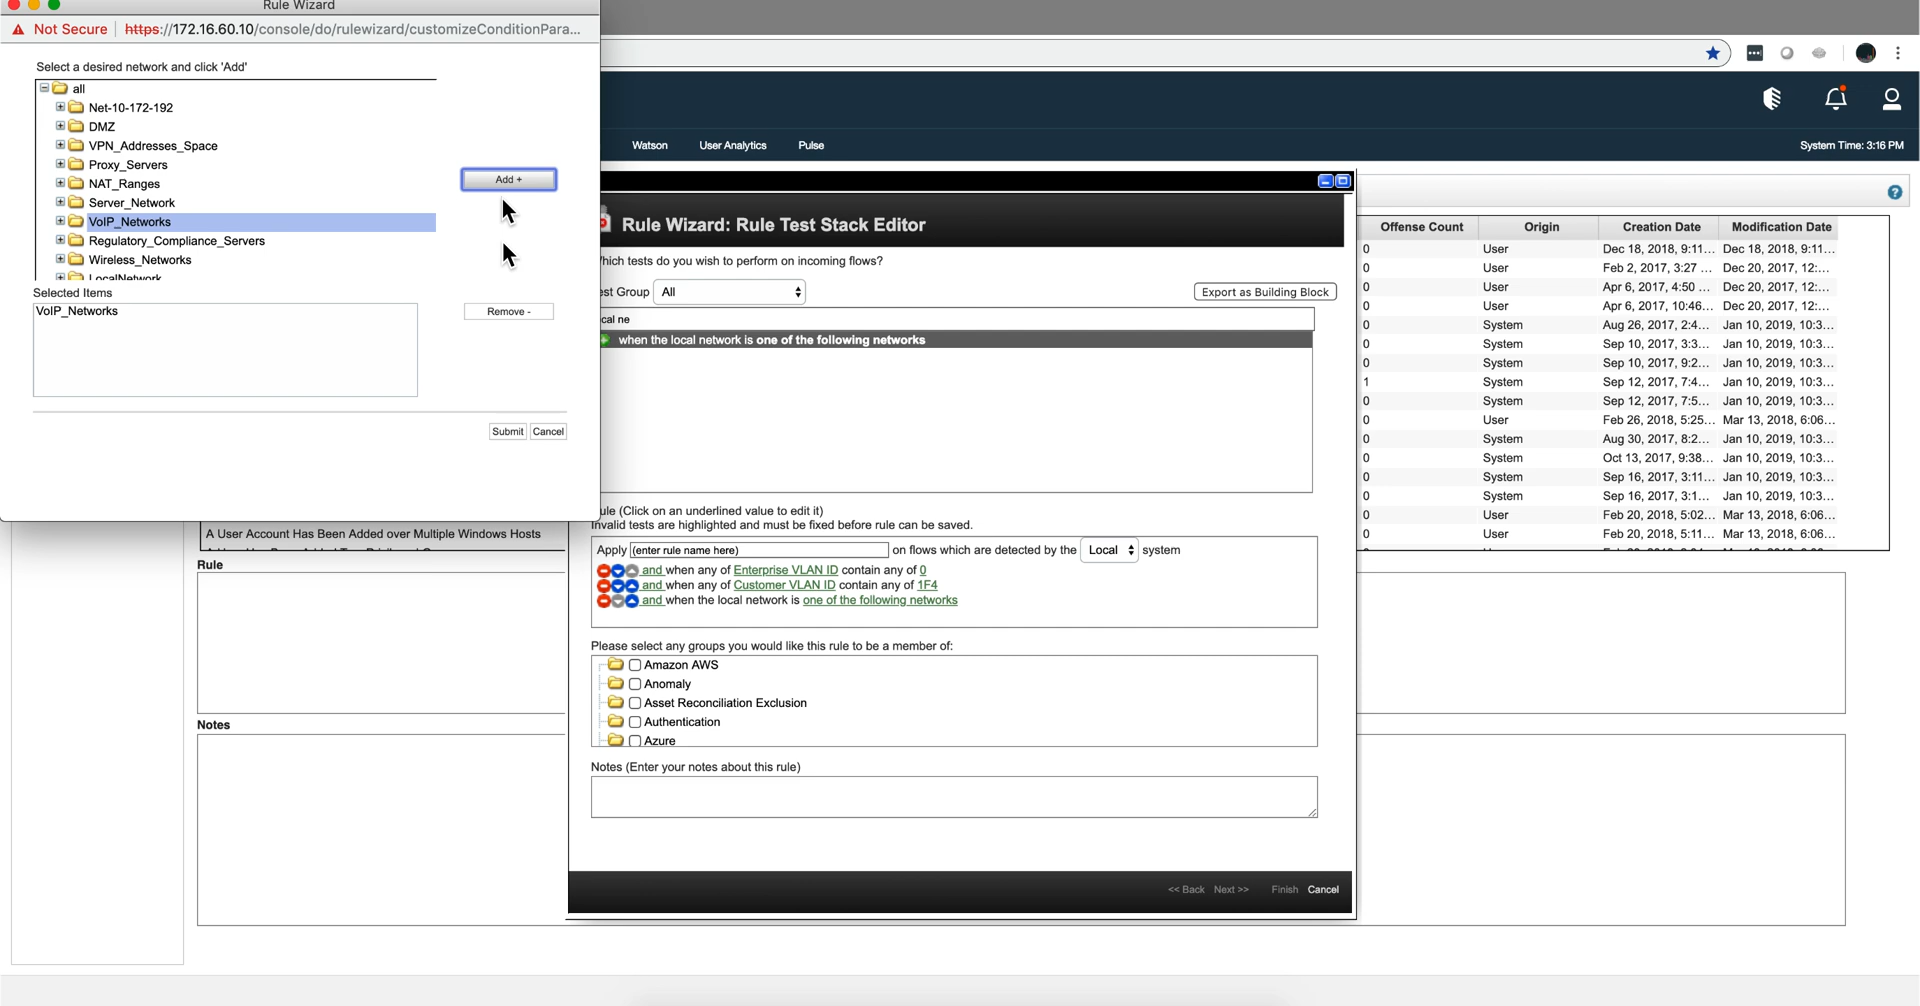 Rule Wizard
Not Secure https://172.16.60.10/console/do/rulewizard/customizeConditionPara...
Select a desired network and click 'Add'
all
Net-10-172-192
DMZ
VPN_Addresses_Space
Proxy_Servers
NAT_Ranges
Server_Network
VoIP_Networks
Regulatory_Compliance_Servers
Wireless_Networks
LocalNetwork
Add +
Selected Items
VoIP_Networks
Remove -
Submit Cancel
Watson User Analytics Pulse System Time: 3:16 PM
Rule Wizard: Rule Test Stack Editor
hich tests do you wish to perform on incoming flows?
est Group All Export as Building Block
cal ne
when the local network is one of the following networks
ule (Click on an underlined value to edit it)
Invalid tests are highlighted and must be fixed before rule can be saved.
Apply (enter rule name here) on flows which are detected by the Local system
and when any of Enterprise VLAN ID contain any of 0
and when any of Customer VLAN ID contain any of 1F4
and when the local network is one of the following networks
Please select any groups you would like this rule to be a member of:
Amazon AWS
Anomaly
Asset Reconciliation Exclusion
Authentication
Azure
Notes (Enter your notes about this rule)
<< Back Next >> Finish Cancel
Offense Count Origin Creation Date Modification Date
0 User Dec 18, 2018, 9:11... Dec 18, 2018, 9:11...
0 User Feb 2, 2017, 3:27 ... Dec 20, 2017, 12:...
0 User Apr 6, 2017, 4:50 ... Dec 20, 2017, 12:...
0 User Apr 6, 2017, 10:46... Dec 20, 2017, 12:...
0 System Aug 26, 2017, 2:4... Jan 10, 2019, 10:3...
0 System Sep 10, 2017, 3:3... Jan 10, 2019, 10:3...
0 System Sep 10, 2017, 9:2... Jan 10, 2019, 10:3...
1 System Sep 12, 2017, 7:4... Jan 10, 2019, 10:3...
0 System Sep 12, 2017, 7:5... Jan 10, 2019, 10:3...
0 User Feb 26, 2018, 5:25... Mar 13, 2018, 6:06...
0 System Aug 30, 2017, 8:2... Jan 10, 2019, 10:3...
0 System Oct 13, 2017, 9:38... Jan 10, 2019, 10:3...
0 System Sep 16, 2017, 3:11... Jan 10, 2019, 10:3...
0 System Sep 16, 2017, 3:1... Jan 10, 2019, 10:3...
0 User Feb 20, 2018, 5:02... Mar 13, 2018, 6:06...
0 User Feb 20, 2018, 5:11... Mar 13, 2018, 6:06...
A User Account Has Been Added over Multiple Windows Hosts
Rule
Notes